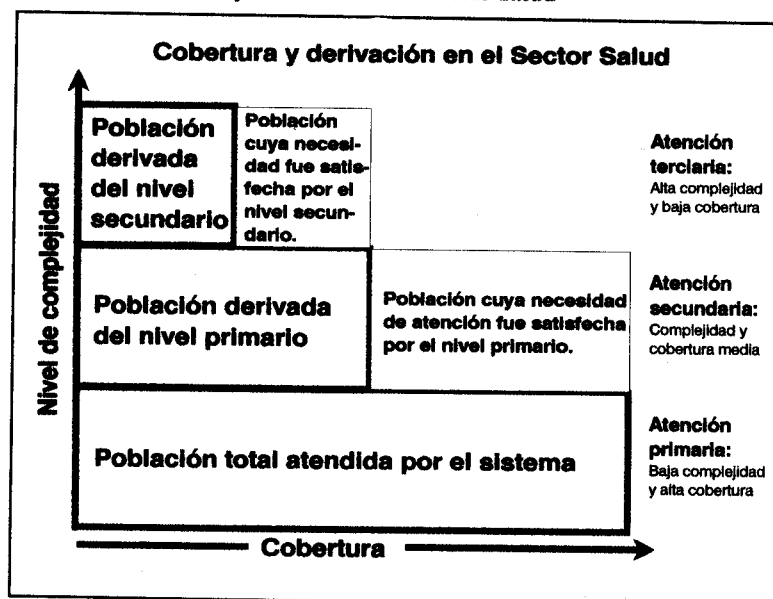 Cobertura y derivación en el Sector Salud
Población
derivada
del nivel
secundario
Población
cuya necesi-
dad fue satis-
fecha por el
nivel secun-
dario.
Atención
terciaria:
Alta complejidad
y baja cobertura
Nivel de complejidad
Población derivada
del nivel primario
Población cuya necesidad
de atención fue satisfecha
por el nivel primario.
Atención
secundaria:
Complejidad y
cobertura media
Población total atendida por el sistema
Atención
primaria:
Baja complejidad
y alta cobertura
Cobertura